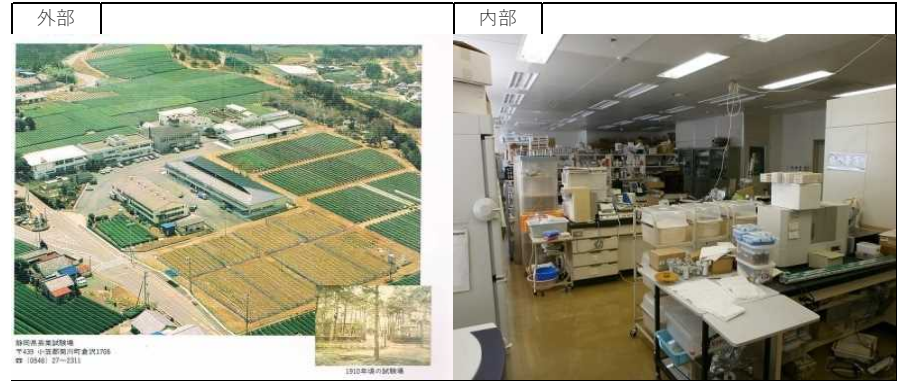 外部
内部
静岡県茶業試験場
〒439 小笠郡菊川町倉沢1706
☎ (0548) 27〜2311
1910年頃の試験場